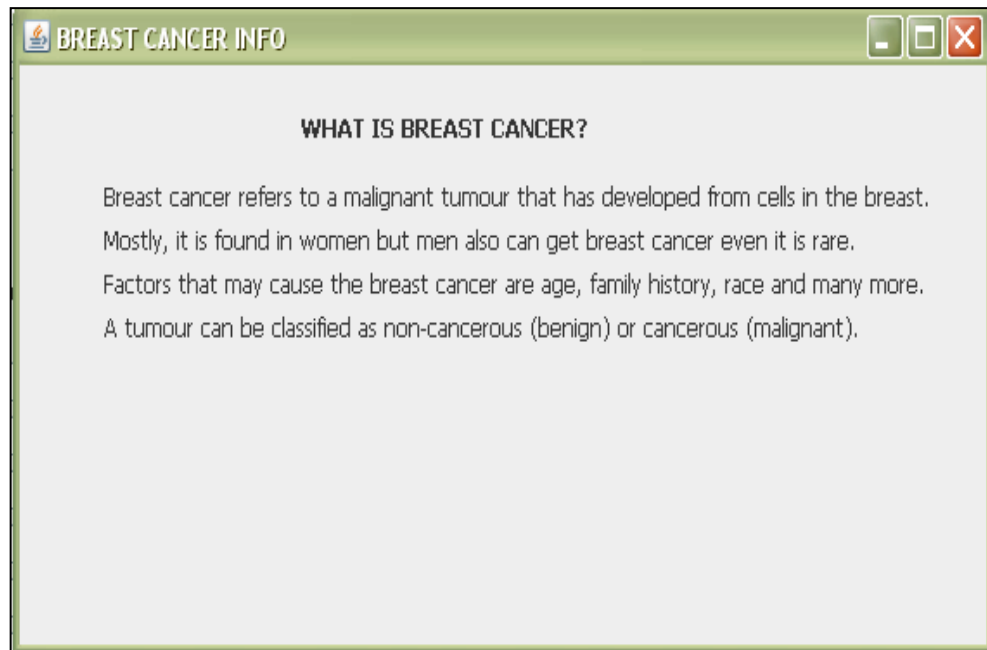 BREAST CANCER INFO
WHAT IS BREAST CANCER?
Breast cancer refers to a malignant tumour that has developed from cells in the breast.
Mostly, it is found in women but men also can get breast cancer even it is rare.
Factors that may cause the breast cancer are age, family history, race and many more.
A tumour can be classified as non-cancerous (benign) or cancerous (malignant).